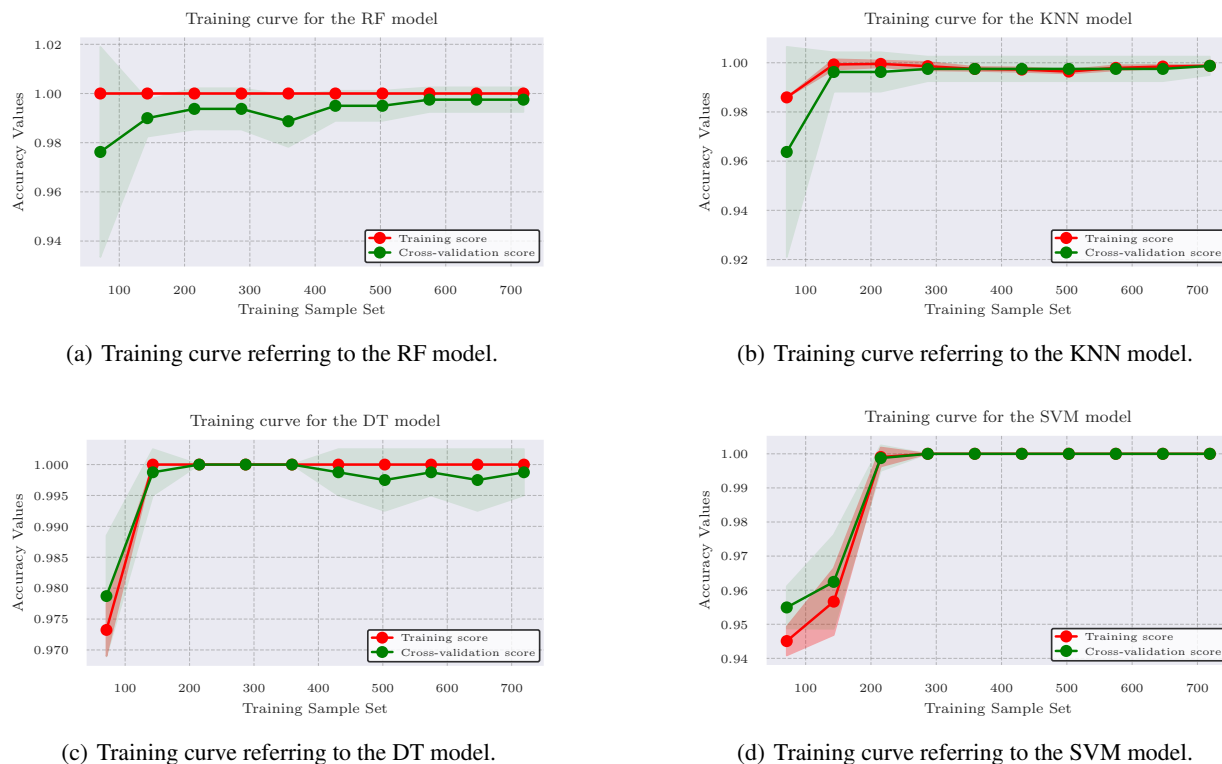 Training curve for the RF model
1.02
1.00
0.98
0.96
0.94
Accuracy Values
100 200 300 400 500 600 700
Training Sample Set
Training score
Cross-validation score
(a) Training curve referring to the RF model.
Training curve for the KNN model
1.00
0.98
0.96
0.94
0.92
Accuracy Values
100 200 300 400 500 600 700
Training Sample Set
Training score
Cross-validation score
(b) Training curve referring to the KNN model.
Training curve for the DT model
1.000
0.995
0.990
0.985
0.980
0.975
0.970
Accuracy Values
100 200 300 400 500 600 700
Training Sample Set
Training score
Cross-validation score
(c) Training curve referring to the DT model.
Training curve for the SVM model
1.00
0.99
0.98
0.97
0.96
0.95
0.94
Accuracy Values
100 200 300 400 500 600 700
Training Sample Set
Training score
Cross-validation score
(d) Training curve referring to the SVM model.